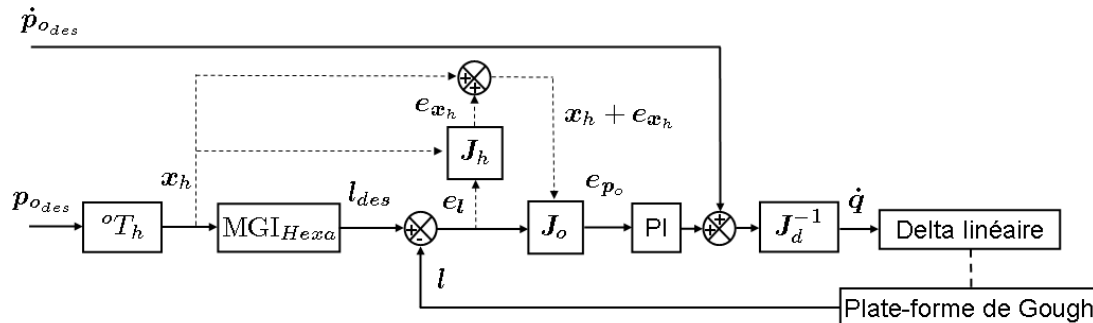 ṗ_{o_{des}}
e_{x_h}
x_h + e_{x_h}
J_h
x_h
p_{o_{des}}
l_{des}
e_l
e_{p_o}
q̇
^oT_h
MGI_{Hexa}
J_o
PI
J_d^{-1}
Delta linéaire
l
Plate-forme de Gough